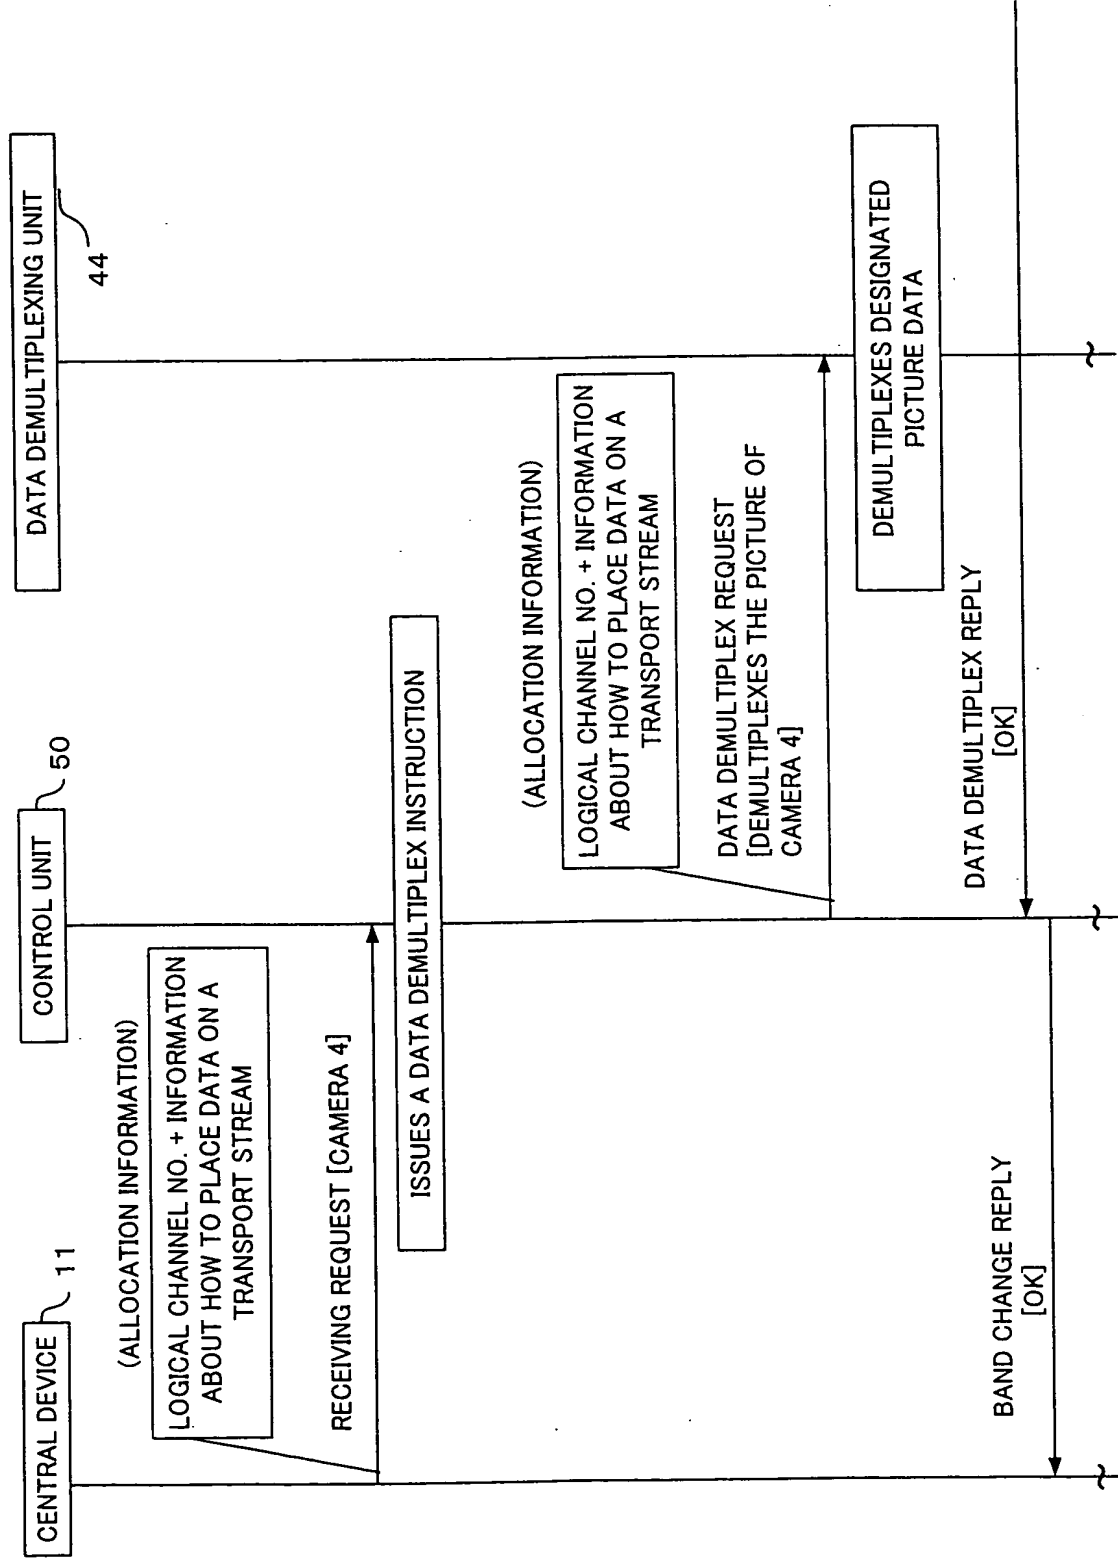 CENTRAL DEVICE
11
CONTROL UNIT
50
DATA DEMULTIPLEXING UNIT
44
(ALLOCATION INFORMATION)
LOGICAL CHANNEL NO. + INFORMATION
ABOUT HOW TO PLACE DATA ON A
TRANSPORT STREAM
RECEIVING REQUEST [CAMERA 4]
ISSUES A DATA DEMULTIPLEX INSTRUCTION
(ALLOCATION INFORMATION)
LOGICAL CHANNEL NO. + INFORMATION
ABOUT HOW TO PLACE DATA ON A
TRANSPORT STREAM
DATA DEMULTIPLEX REQUEST
[DEMULTIPLEXES THE PICTURE OF
CAMERA 4]
DEMULTIPLEXES DESIGNATED
PICTURE DATA
DATA DEMULTIPLEX REPLY
[OK]
BAND CHANGE REPLY
[OK]